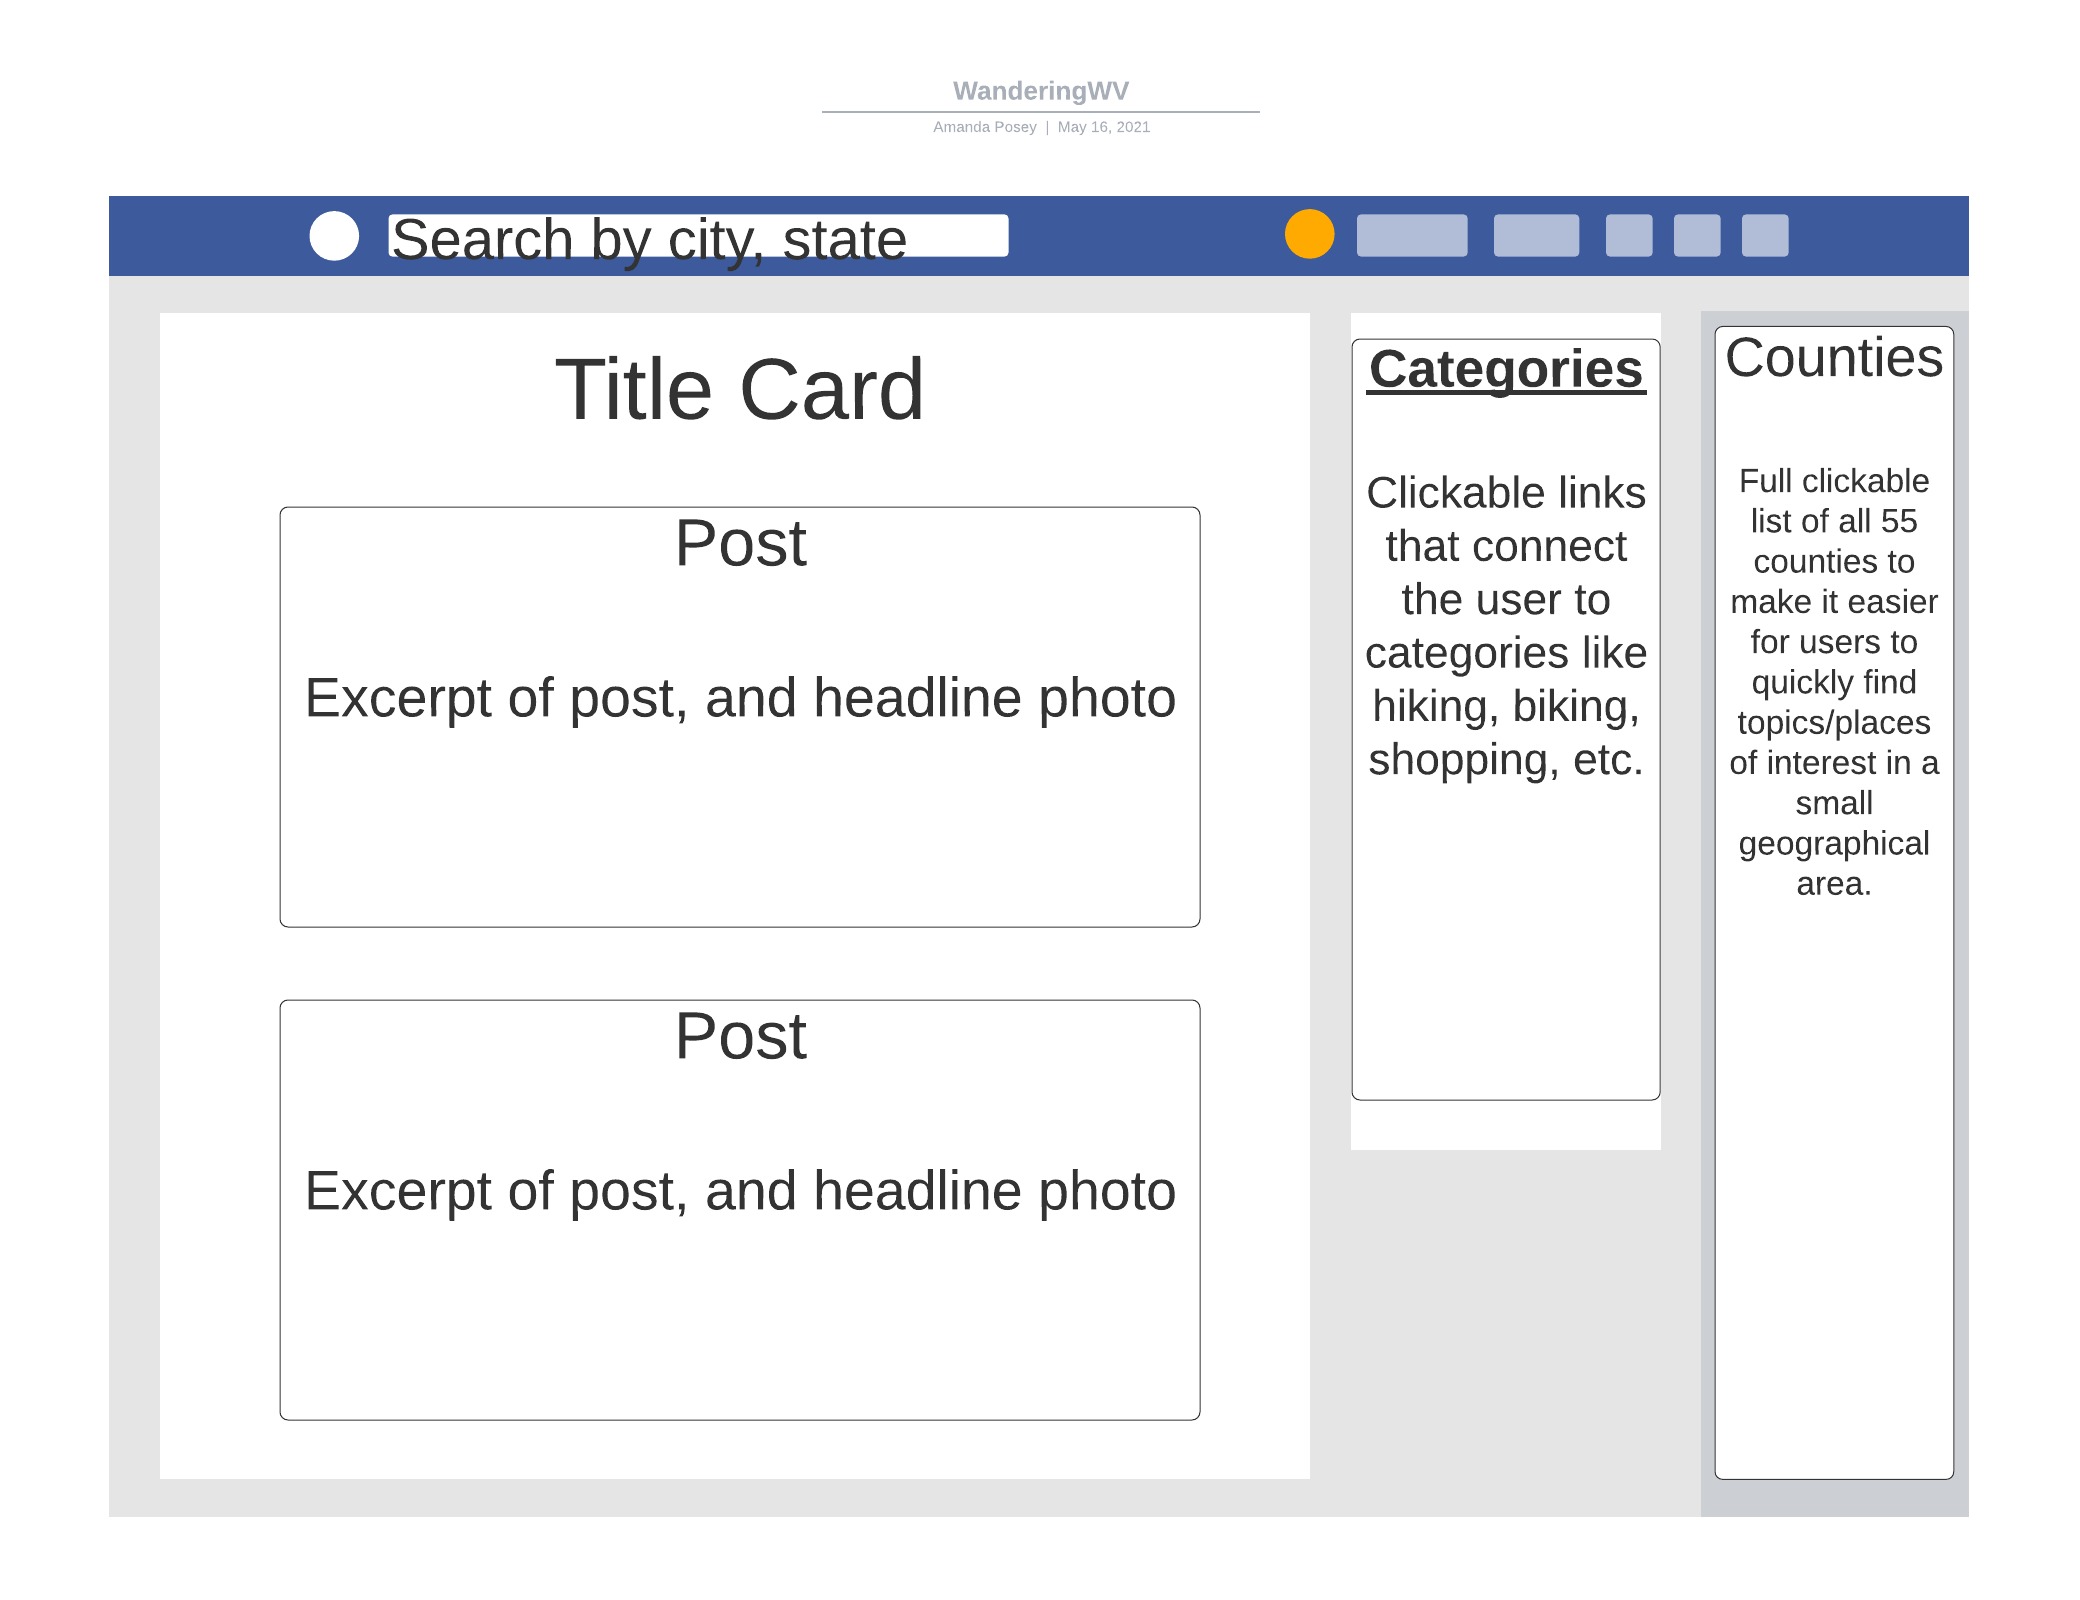 WanderingWV
Amanda Posey | May 16, 2021
Search by city, state
Title Card
Post
Excerpt of post, and headline photo
Post
Excerpt of post, and headline photo
Categories
Clickable links
that connect
the user to
categories like
hiking, biking,
shopping, etc.
Counties
Full clickable
list of all 55
counties to
make it easier
for users to
quickly find
topics/places
of interest in a
small
geographical
area.